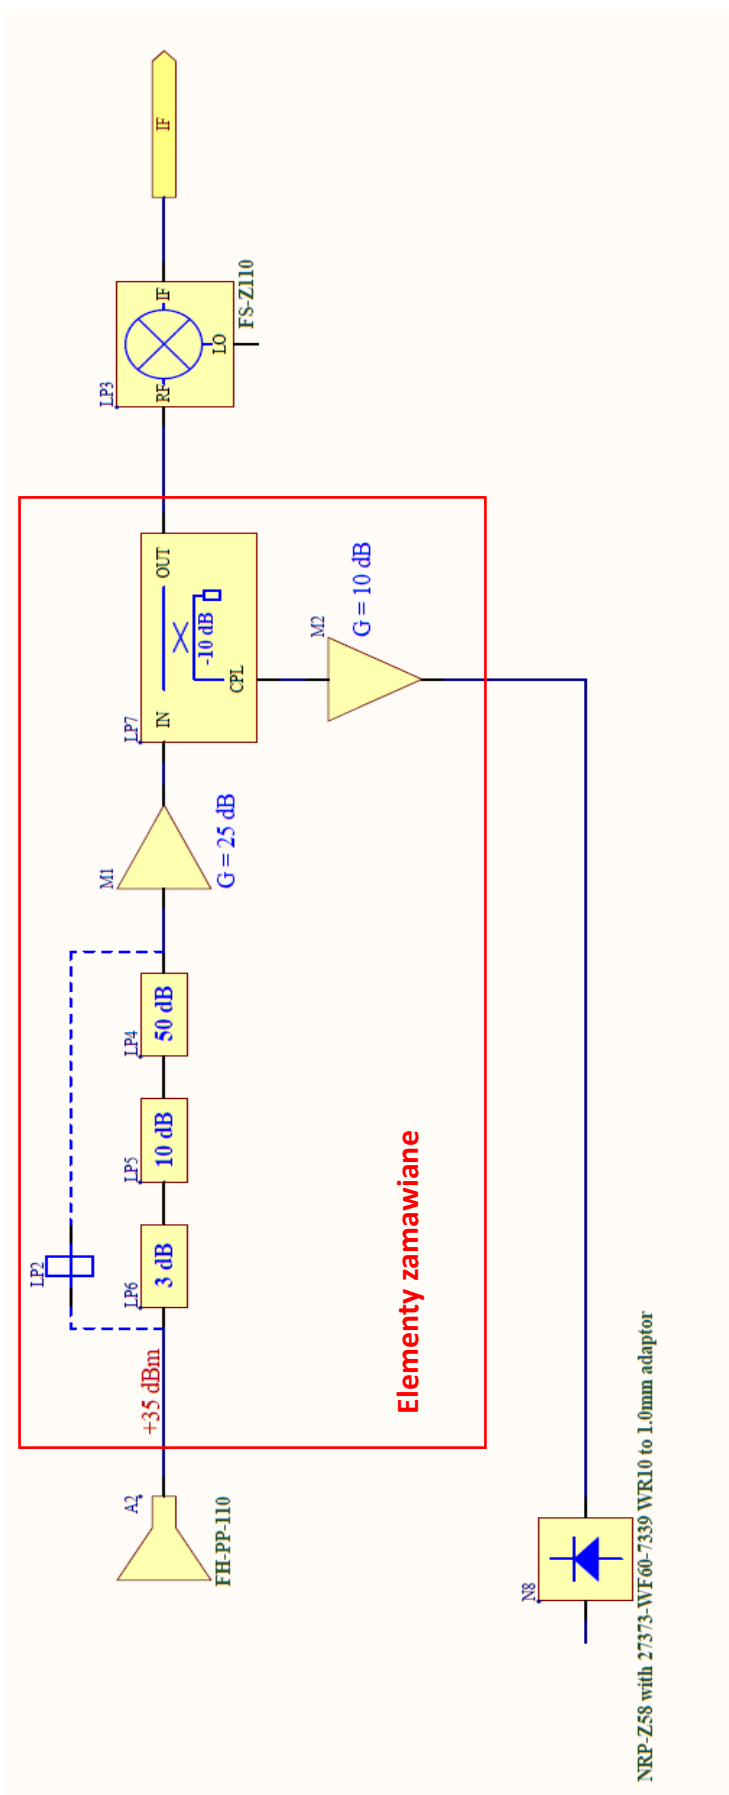 A2
FH-PP-110
+35 dBm
LP2
LP6
3 dB
LP5
10 dB
LP4
50 dB
M1
G = 25 dB
LP7
IN
OUT
-10 dB
CPL
M2
G = 10 dB
LP3
RF
IF
LO
FS-Z110
IF
Elementy zamawiane
N8
NRP-Z58 with 27373-WF60-7339 WR10 to 1.0mm adaptor